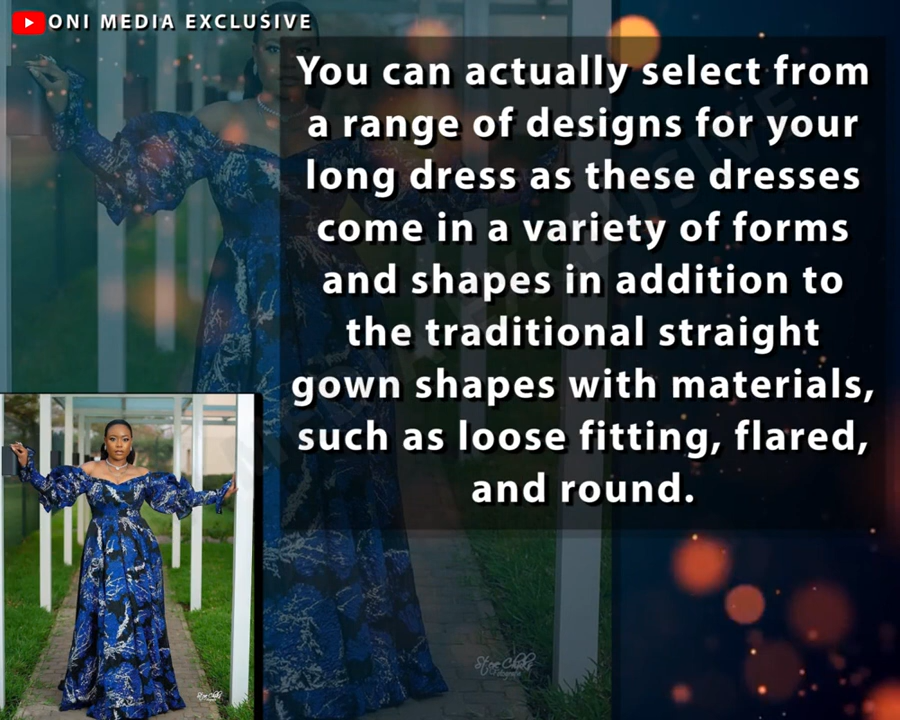 ONI MEDIA EXCLUSIVE
You can actually select from
a range of designs for your
long dress as these dresses
come in a variety of forms
and shapes in addition to
the traditional straight
gown shapes with materials,
such as loose fitting, flared,
and round.